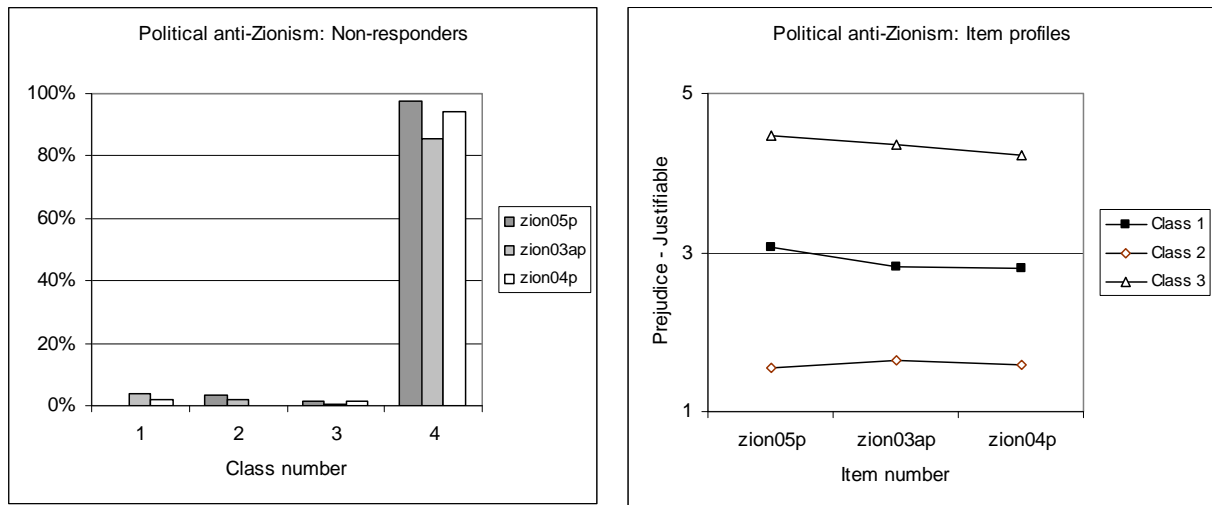 Political anti-Zionism: Non-responders
100%
80%
60%
40%
20%
0%
1 2 3 4
Class number
zion05p
zion03ap
zion04p
Political anti-Zionism: Item profiles
Prejudice - Justifiable
5
3
1
zion05p zion03ap zion04p
Item number
Class 1
Class 2
Class 3